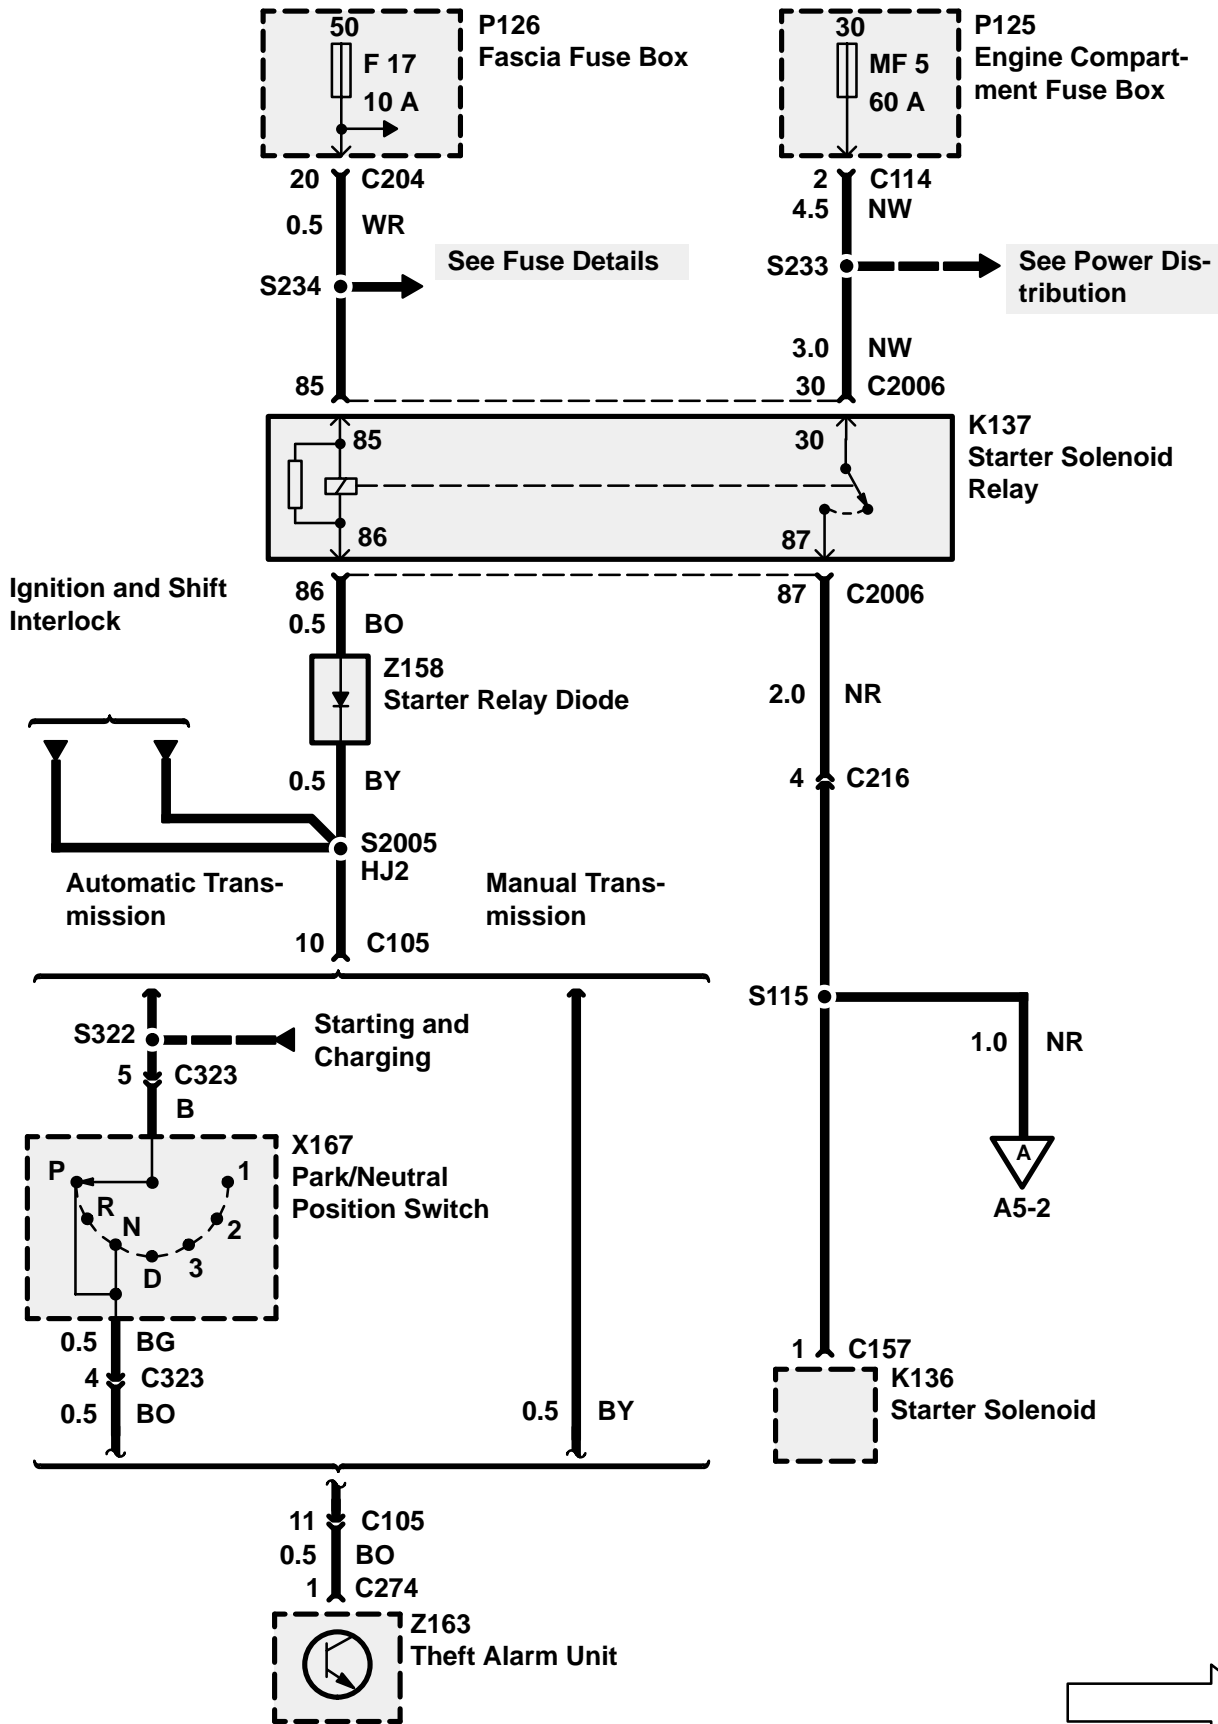 50
F 17
10 A
P126
Fascia Fuse Box
30
MF 5
60 A
P125
Engine Compart-
ment Fuse Box
20 C204
0.5 WR
2 C114
4.5 NW
S234
See Fuse Details
S233
See Power Dis-
tribution
3.0 NW
85
30 C2006
85
30
86
87
K137
Starter Solenoid
Relay
Ignition and Shift
Interlock
86
0.5 BO
87 C2006
Z158
Starter Relay Diode
2.0 NR
0.5 BY
4 C216
S2005
HJ2
Automatic Trans-
mission
Manual Trans-
mission
10 C105
S322
Starting and
Charging
5 C323
B
S115
1.0 NR
X167
Park/Neutral
Position Switch
P
R
N
D
3
2
1
A
A5-2
0.5 BG
4 C323
0.5 BO
0.5 BY
1 C157
K136
Starter Solenoid
11 C105
0.5 BO
1 C274
Z163
Theft Alarm Unit